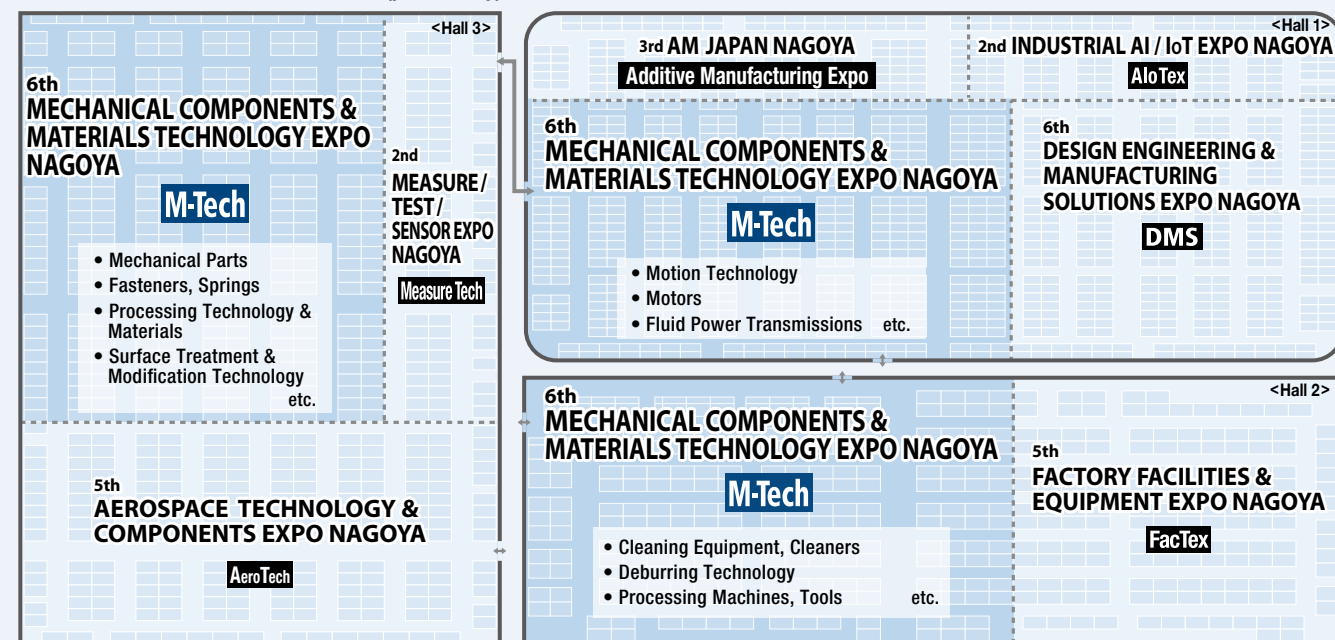 <Hall 3>
6th
MECHANICAL COMPONENTS &
MATERIALS TECHNOLOGY EXPO
NAGOYA
M-Tech
• Mechanical Parts
• Fasteners, Springs
• Processing Technology &
Materials
• Surface Treatment &
Modification Technology
etc.
2nd
MEASURE /
TEST /
SENSOR EXPO
NAGOYA
Measure Tech
5th
AEROSPACE TECHNOLOGY &
COMPONENTS EXPO NAGOYA
AeroTech
<Hall 1>
3rd AM JAPAN NAGOYA
Additive Manufacturing Expo
2nd INDUSTRIAL AI / IoT EXPO NAGOYA
AIoTex
6th
MECHANICAL COMPONENTS &
MATERIALS TECHNOLOGY EXPO NAGOYA
M-Tech
• Motion Technology
• Motors
• Fluid Power Transmissions etc.
6th
DESIGN ENGINEERING &
MANUFACTURING
SOLUTIONS EXPO NAGOYA
DMS
<Hall 2>
6th
MECHANICAL COMPONENTS &
MATERIALS TECHNOLOGY EXPO NAGOYA
M-Tech
• Cleaning Equipment, Cleaners
• Deburring Technology
• Processing Machines, Tools etc.
5th
FACTORY FACILITIES &
EQUIPMENT EXPO NAGOYA
FacTex